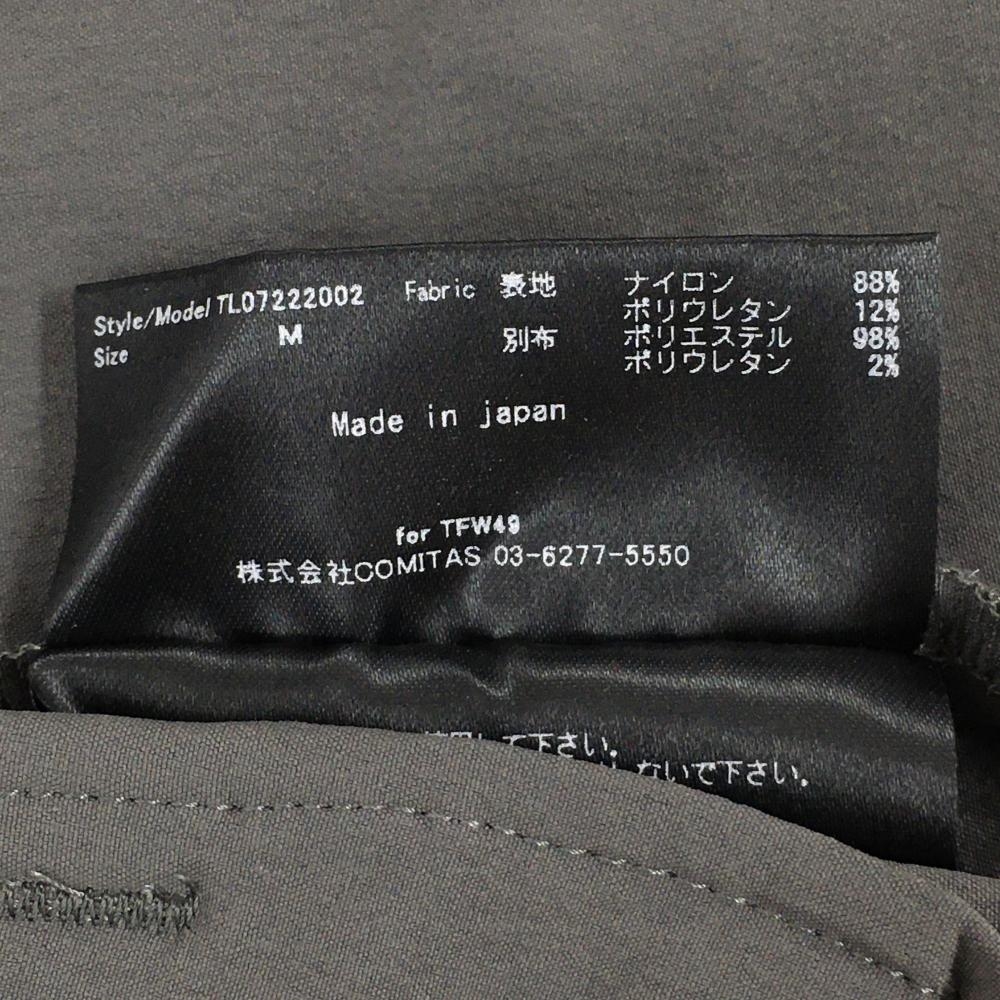 Style/Model TL07222002 Fabric 表地 ナイロン 88%
ポリウレタン 12%
Size M 別布 ポリエステル 98%
ポリウレタン 2%
Made in japan
for TFW49
株式会社COMITAS 03-6277-5550
して下さい。
しないで下さい。